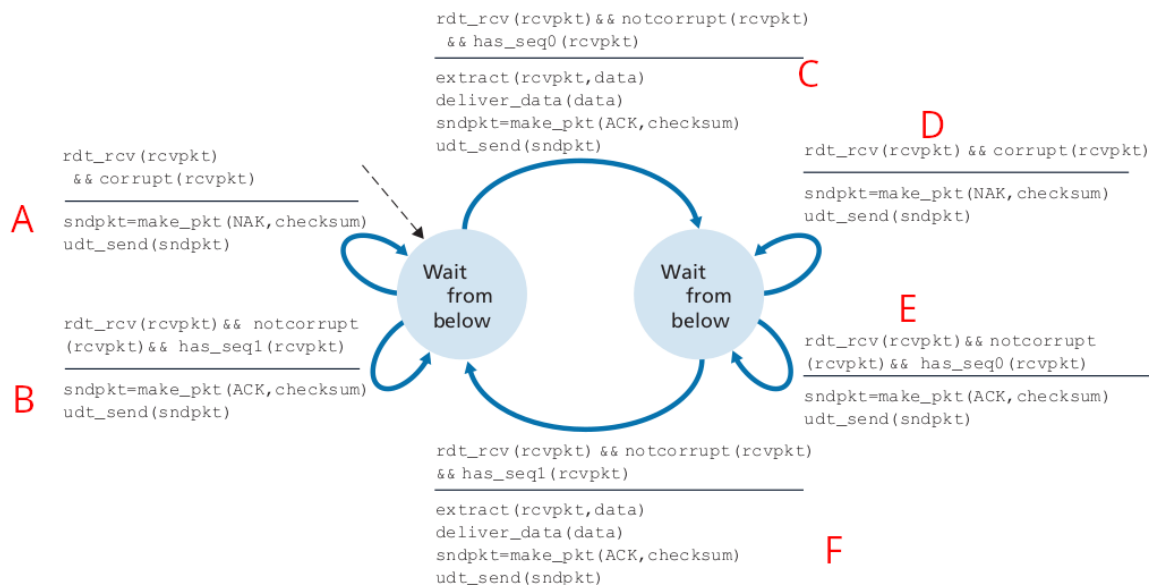 rdt_rcv(rcvpkt)&& notcorrupt(rcvpkt)
&& has_seq0(rcvpkt)
C
extract(rcvpkt,data)
deliver_data(data)
sndpkt=make_pkt(ACK,checksum)
udt_send(sndpkt)
D
rdt_rcv(rcvpkt)
&& corrupt(rcvpkt)
A
sndpkt=make_pkt(NAK,checksum)
udt_send(sndpkt)
rdt_rcv(rcvpkt) && corrupt(rcvpkt)
sndpkt=make_pkt(NAK,checksum)
udt_send(sndpkt)
Wait
from
below
Wait
from
below
rdt_rcv(rcvpkt)&& notcorrupt
(rcvpkt)&& has_seq1(rcvpkt)
B
sndpkt=make_pkt(ACK,checksum)
udt_send(sndpkt)
E
rdt_rcv(rcvpkt)&& notcorrupt
(rcvpkt)&& has_seq0(rcvpkt)
sndpkt=make_pkt(ACK,checksum)
udt_send(sndpkt)
rdt_rcv(rcvpkt) && notcorrupt(rcvpkt)
&& has_seq1(rcvpkt)
extract(rcvpkt,data)
deliver_data(data)
sndpkt=make_pkt(ACK,checksum)
udt_send(sndpkt)
F